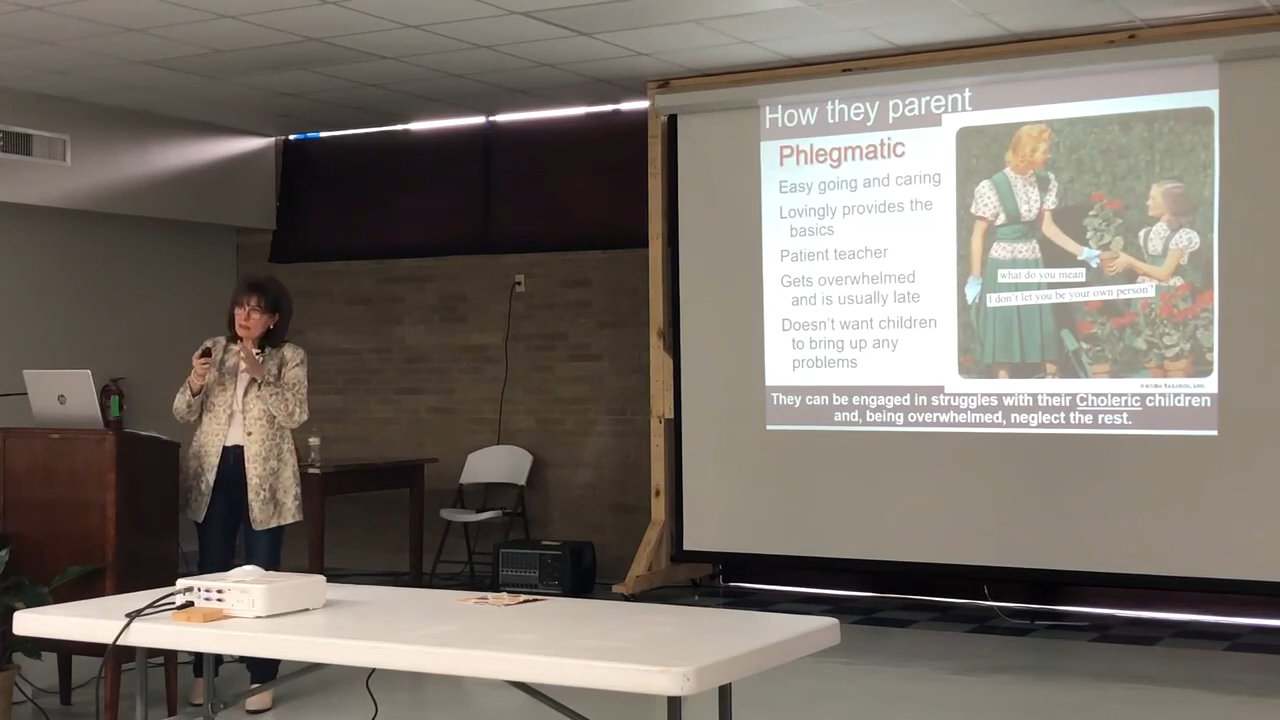 How they parent
Phlegmatic
Easy going and caring
Lovingly provides the
basics
Patient teacher
Gets overwhelmed
and is usually late
Doesn't want children
to bring up any
problems
what do you mean
I don't let you be your own person?
They can be engaged in struggles with their Choleric children
and, being overwhelmed, neglect the rest.
hp